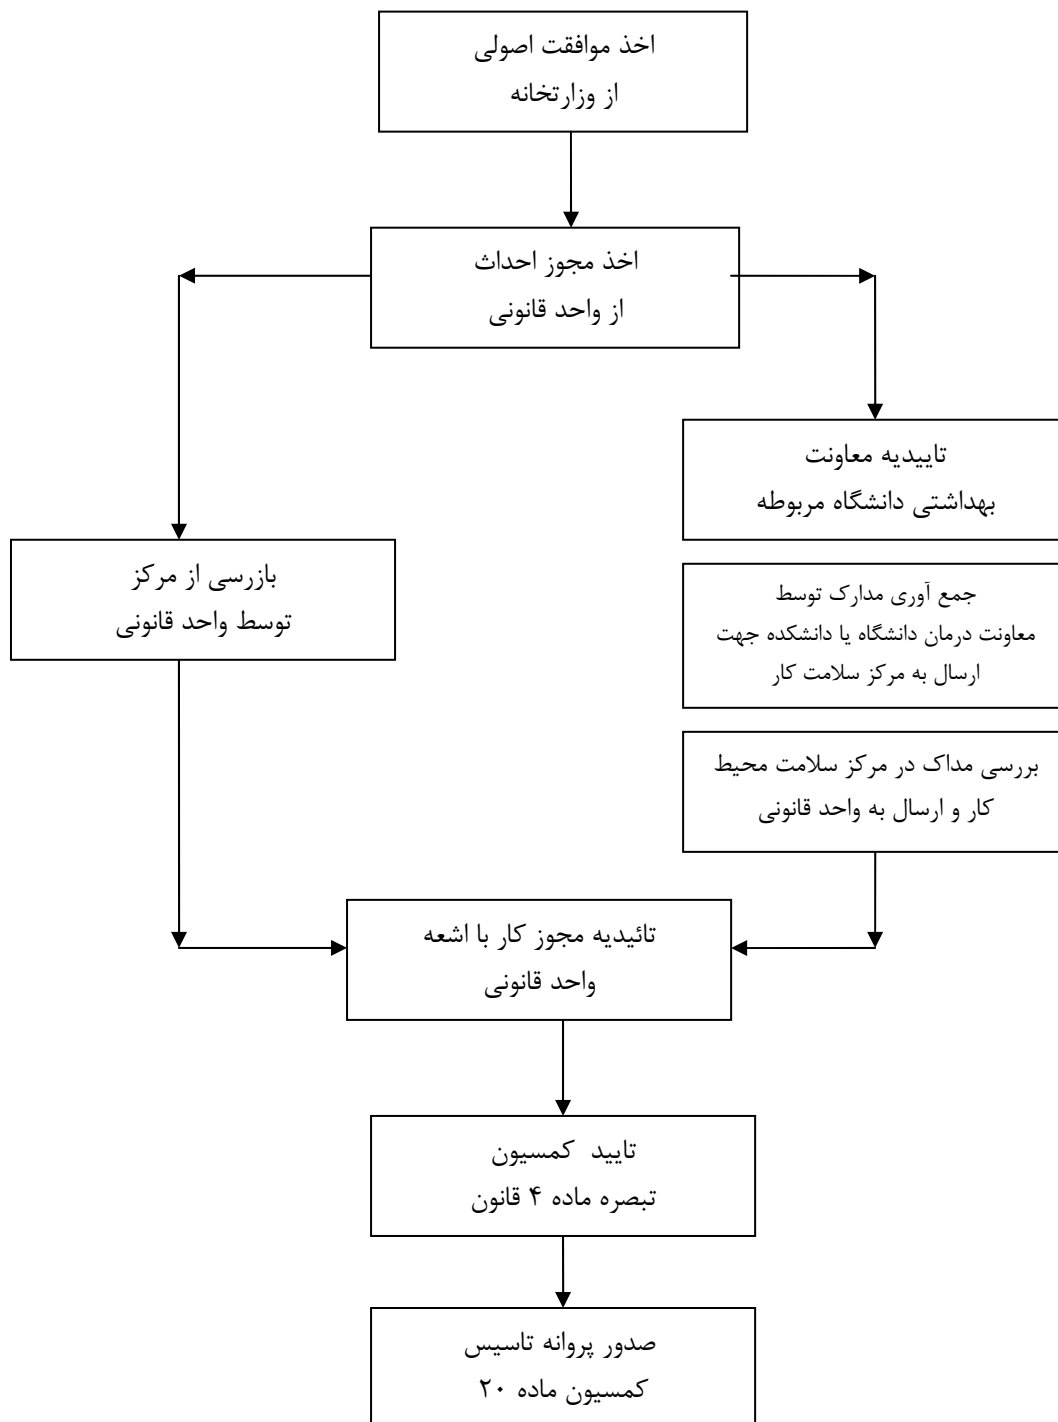 اخذ موافقت اصولی
از وزارتخانه
اخذ مجوز احداث
از واحد قانونی
تاییدیه معاونت
بهداشتی دانشگاه مربوطه
بازرسی از مرکز
توسط واحد قانونی
جمع آوری مدارک توسط
معاونت درمان دانشگاه یا دانشکده جهت
ارسال به مرکز سلامت کار
بررسی مداک در مرکز سلامت محیط
کار و ارسال به واحد قانونی
تائیدیه مجوز کار با اشعه
واحد قانونی
تایید کمسیون
تبصره ماده ۴ قانون
صدور پروانه تاسیس
کمسیون ماده ۲۰